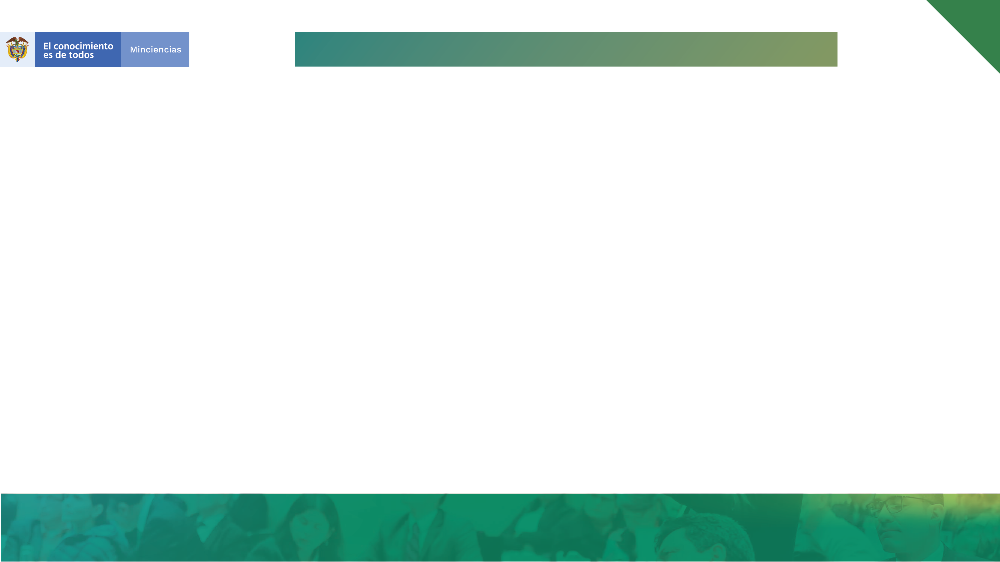 El conocimiento
es de todos
Minciencias